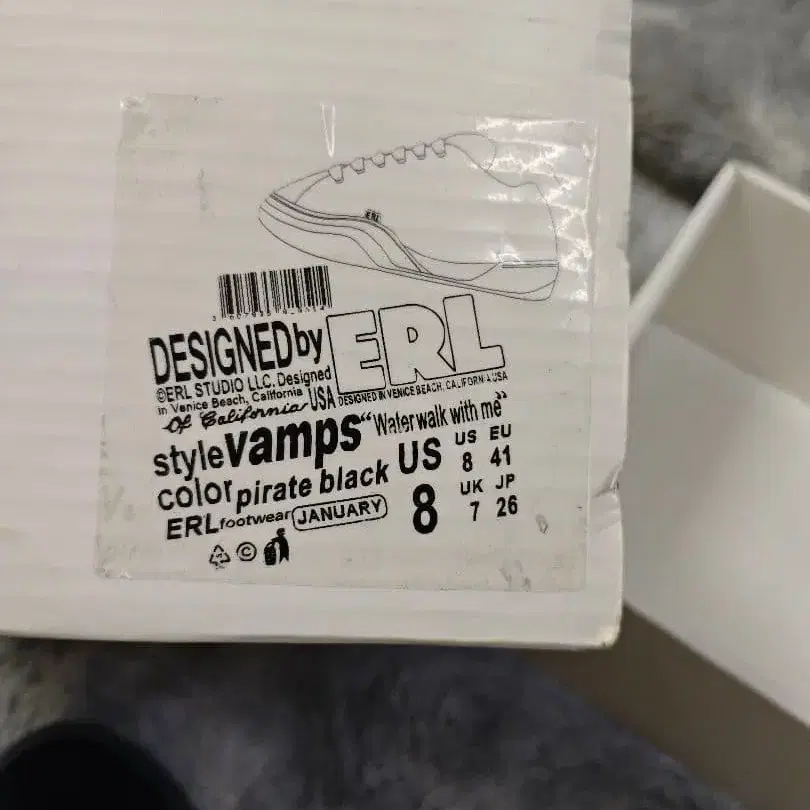 ERL
DESIGNED by ERL
©ERL STUDIO LLC. Designed
in Venice Beach, California USA
DESIGNED IN VENICE BEACH, CALIFORNIA USA
Of California
style vamps "Water walk with me"
color pirate black
US 8
US 8 EU 41
UK 7 JP 26
ERL footwear JANUARY
©